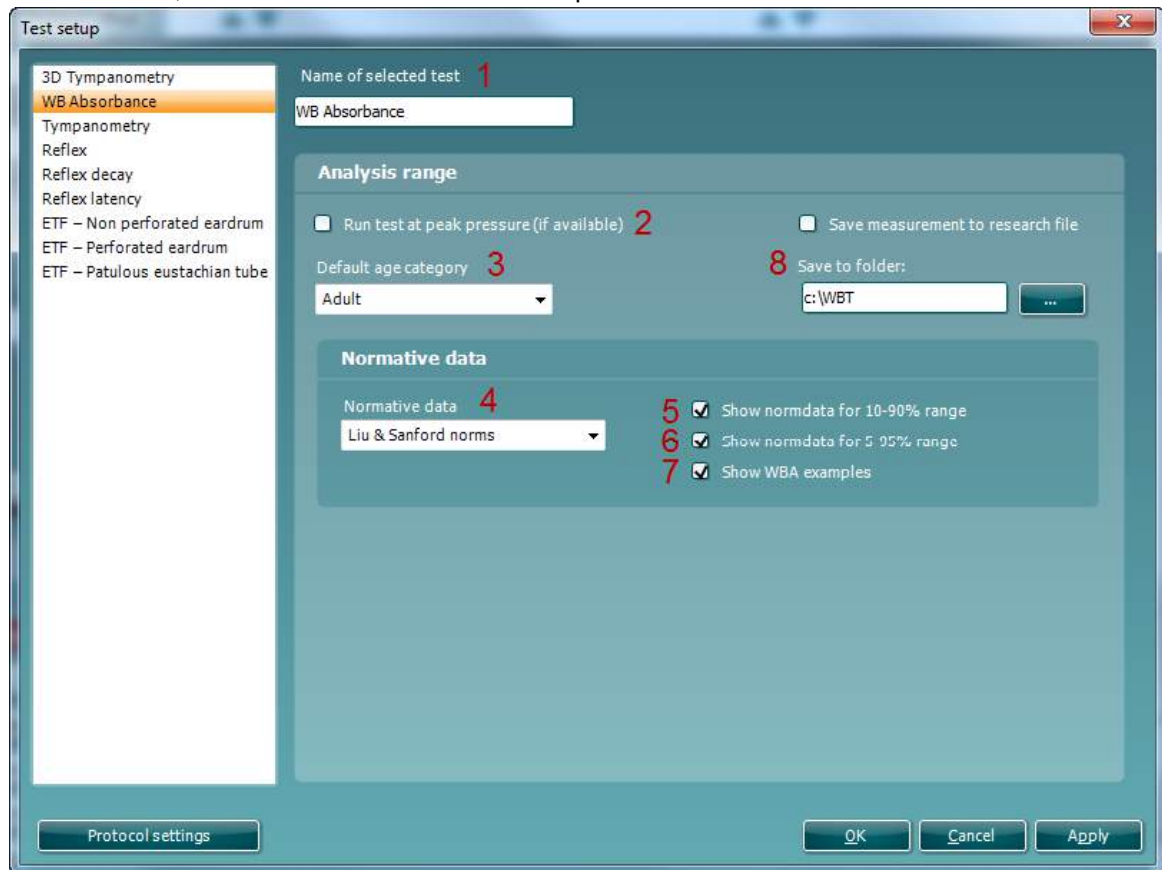 Test setup
3D Tympanometry
WB Absorbance
Tympanometry
Reflex
Reflex decay
Reflex latency
ETF – Non perforated eardrum
ETF – Perforated eardrum
ETF – Patulous eustachian tube
Name of selected test 1
WB Absorbance
Analysis range
Run test at peak pressure (if available) 2
Save measurement to research file
Default age category 3
Adult
8 Save to folder:
c:\WBT
...
Normative data
Normative data 4
Liu & Sanford norms
5 Show normdata for 10-90% range
6 Show normdata for 5-95% range
7 Show WBA examples
Protocol settings
OK
Cancel
Apply